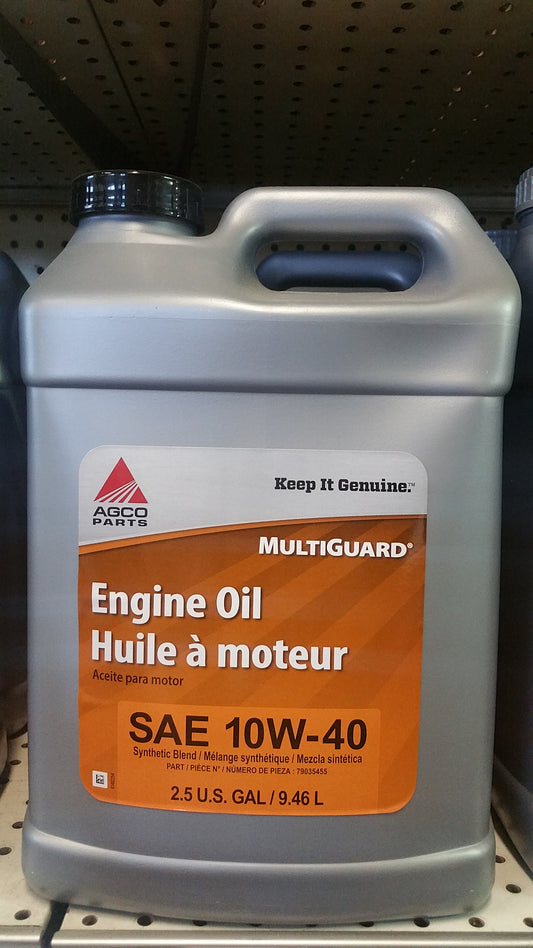 Keep It Genuine.™
AGCO
PARTS
MULTIGUARD®
Engine Oil
Huile à moteur
Aceite para motor
SAE 10W-40
Synthetic Blend / Mélange synthétique / Mezcla sintética
PART / PIÈCE N° / NÚMERO DE PIEZA : 79035455
2.5 U.S. GAL / 9.46 L